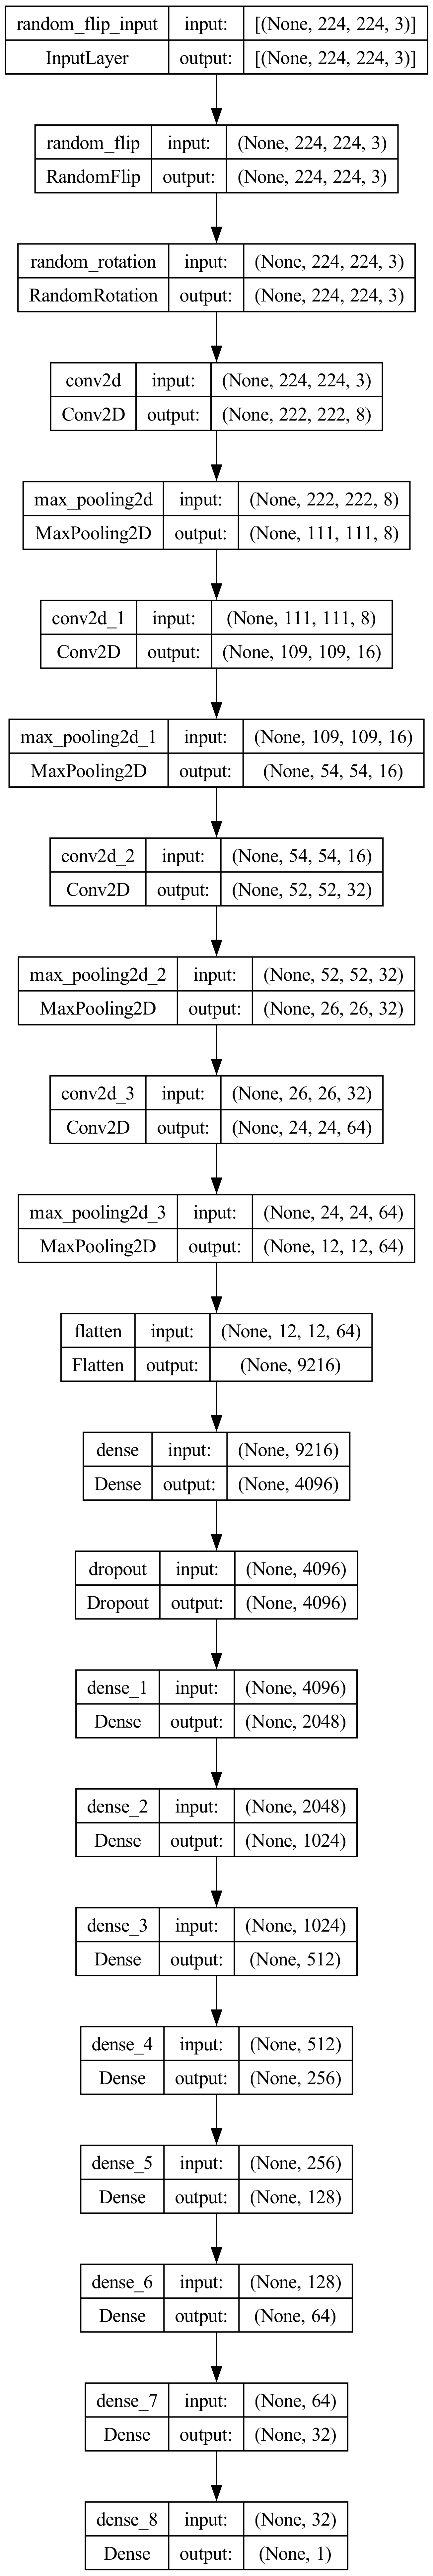 random_flip_input input: [(None, 224, 224, 3)]
InputLayer output: [(None, 224, 224, 3)]
random_flip input: (None, 224, 224, 3)
RandomFlip output: (None, 224, 224, 3)
random_rotation input: (None, 224, 224, 3)
RandomRotation output: (None, 224, 224, 3)
conv2d input: (None, 224, 224, 3)
Conv2D output: (None, 222, 222, 8)
max_pooling2d input: (None, 222, 222, 8)
MaxPooling2D output: (None, 111, 111, 8)
conv2d_1 input: (None, 111, 111, 8)
Conv2D output: (None, 109, 109, 16)
max_pooling2d_1 input: (None, 109, 109, 16)
MaxPooling2D output: (None, 54, 54, 16)
conv2d_2 input: (None, 54, 54, 16)
Conv2D output: (None, 52, 52, 32)
max_pooling2d_2 input: (None, 52, 52, 32)
MaxPooling2D output: (None, 26, 26, 32)
conv2d_3 input: (None, 26, 26, 32)
Conv2D output: (None, 24, 24, 64)
max_pooling2d_3 input: (None, 24, 24, 64)
MaxPooling2D output: (None, 12, 12, 64)
flatten input: (None, 12, 12, 64)
Flatten output: (None, 9216)
dense input: (None, 9216)
Dense output: (None, 4096)
dropout input: (None, 4096)
Dropout output: (None, 4096)
dense_1 input: (None, 4096)
Dense output: (None, 2048)
dense_2 input: (None, 2048)
Dense output: (None, 1024)
dense_3 input: (None, 1024)
Dense output: (None, 512)
dense_4 input: (None, 512)
Dense output: (None, 256)
dense_5 input: (None, 256)
Dense output: (None, 128)
dense_6 input: (None, 128)
Dense output: (None, 64)
dense_7 input: (None, 64)
Dense output: (None, 32)
dense_8 input: (None, 32)
Dense output: (None, 1)